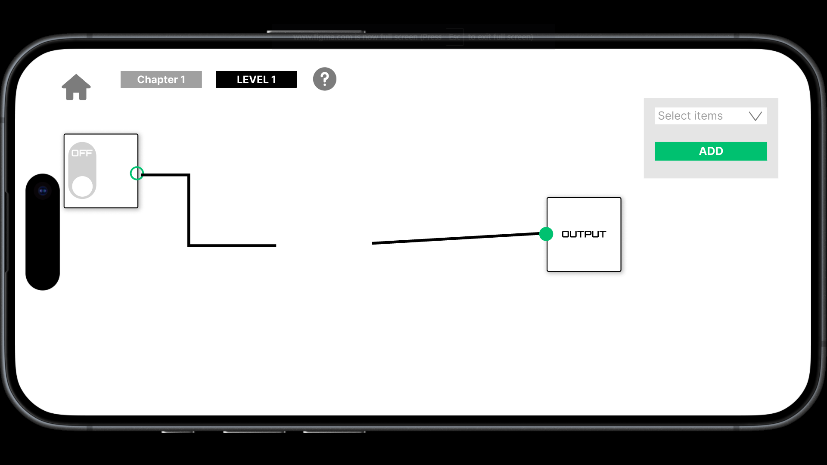 Chapter 1
LEVEL 1
?
Select items
ADD
OFF
OUTPUT